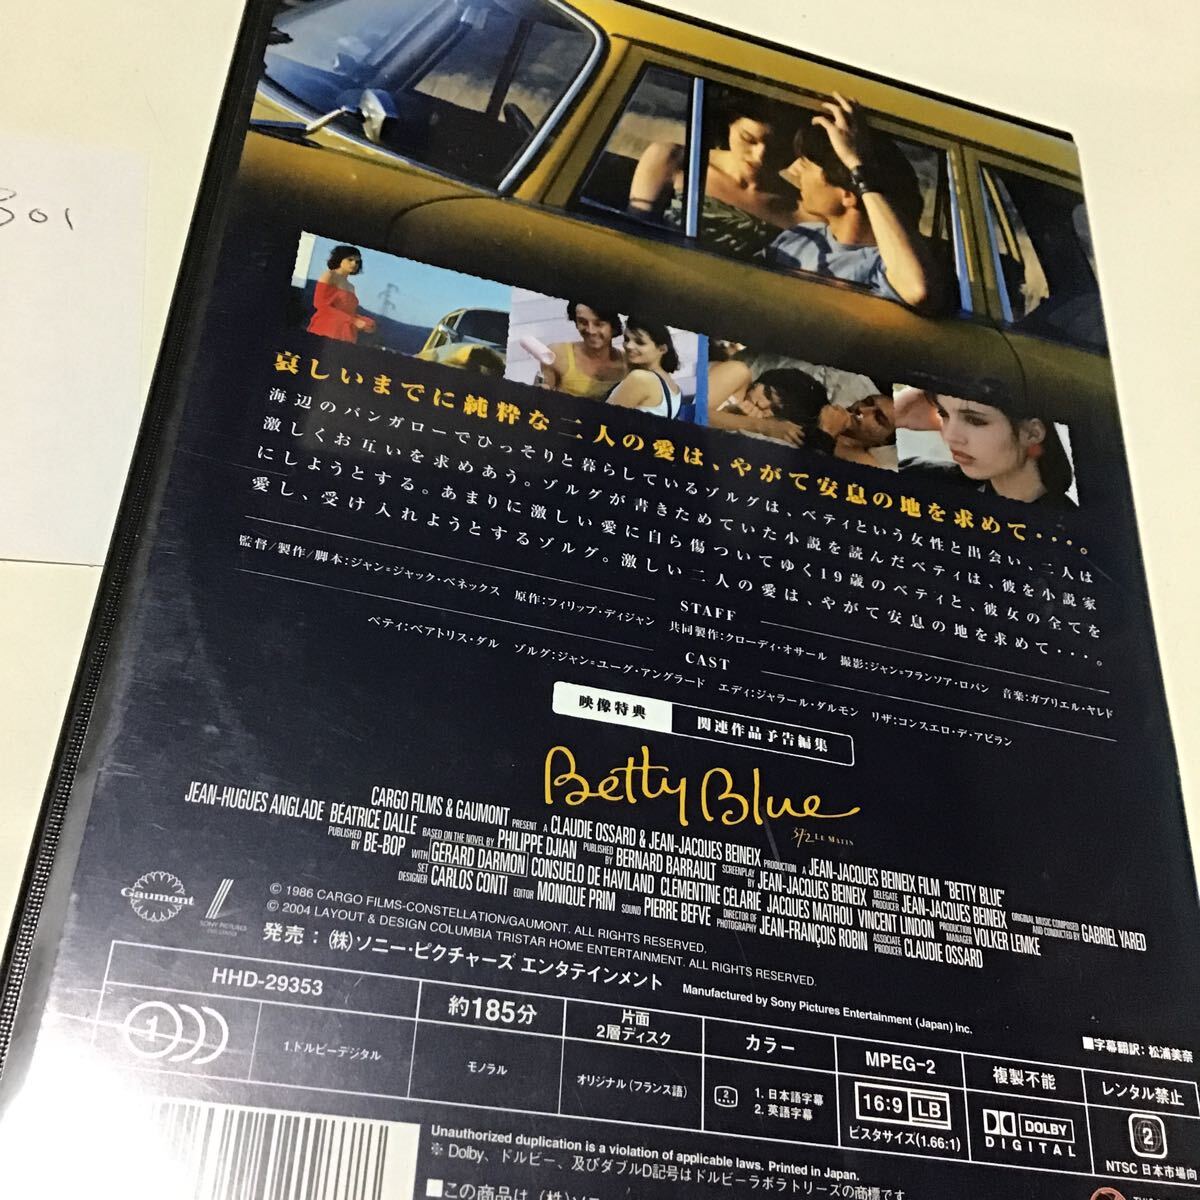 301
哀しいまでに純粋な二人の愛は、やがて安息の地を求めて･･･。
海辺のバンガローでひっそりと暮らしているゾルグは、ベティという女性と出会い、二人は
激しくお互いを求めあう。ゾルグが書きためていた小説を読んだベティは、彼を小説家
にしようとする。あまりに激しい愛に自ら傷ついてゆく19歳のベティと、彼女の全てを
愛し、受け入れようとするゾルグ。激しい二人の愛は、やがて安息の地を求めて･･･。
STAFF
監督/製作/脚本：ジャン=ジャック・ベネックス　原作：フィリップ・ディジャン　共同製作：クローディ・オサール　撮影：ジャン=フランソア・ロバン　音楽：ガブリエル・ヤレド
CAST
ベティ：ベアトリス・ダル　ゾルグ：ジャン=ユーグ・アングラード　エディ：ジャラール・ダルモン　リザ：コンスエロ・デ・アビラン
映像特典　関連作品予告編集
Betty Blue
37°2 LE MATIN
CARGO FILMS & GAUMONT PRESENT A CLAUDIE OSSARD & JEAN-JACQUES BEINEIX PRODUCTION A JEAN-JACQUES BEINEIX FILM "BETTY BLUE"
JEAN-HUGUES ANGLADE BÉATRICE DALLE BASED ON THE NOVEL BY PHILIPPE DJIAN PUBLISHED BY BERNARD BARRAULT SCREENPLAY BY JEAN-JACQUES BEINEIX DELEGATE PRODUCER JEAN-JACQUES BEINEIX ORIGINAL MUSIC COMPOSED AND CONDUCTED BY GABRIEL YARED
PUBLISHED BY BE-BOP WITH GERARD DARMON CONSUELO DE HAVILAND CLÉMENTINE CÉLARIÉ JACQUES MATHOU VINCENT LINDON PRODUCTION MANAGER VOLKER LEMKE
SET DESIGNER CARLOS CONTI EDITOR MONIQUE PRIM SOUND PIERRE BEFVE DIRECTOR OF PHOTOGRAPHY JEAN-FRANÇOIS ROBIN ASSOCIATE PRODUCER CLAUDIE OSSARD
Gaumont
SONY PICTURES
© 1986 CARGO FILMS-CONSTELLATION/GAUMONT. ALL RIGHTS RESERVED.
© 2004 LAYOUT & DESIGN COLUMBIA TRISTAR HOME ENTERTAINMENT. ALL RIGHTS RESERVED.
発売：(株)ソニー・ピクチャーズ エンタテインメント　Manufactured by Sony Pictures Entertainment (Japan) Inc.
■字幕翻訳：松浦美奈
HHD-29353
約185分
片面
2層ディスク
カラー
MPEG-2
複製不能
レンタル禁止
1
1.ドルビーデジタル
モノラル
オリジナル(フランス語)
2
1. 日本語字幕
2. 英語字幕
16:9 LB
ビスタサイズ(1.66:1)
DOLBY
DIGITAL
2
NTSC 日本市場向
Unauthorized duplication is a violation of applicable laws. Printed in Japan.
※ Dolby、ドルビー、及びダブルD記号はドルビーラボラトリーズの商標です
■この商品は、(株)ソ